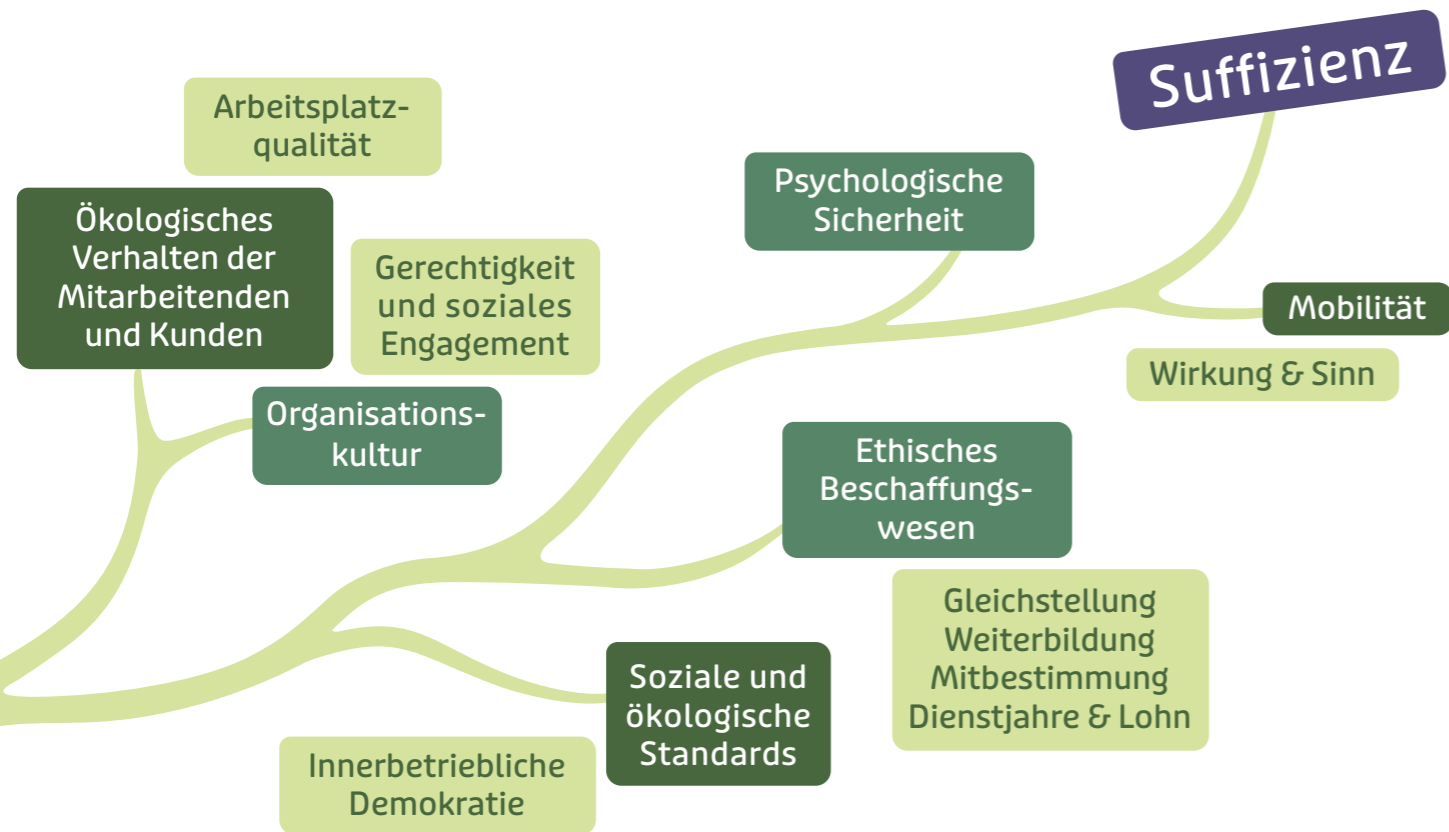 Suffizienz
Arbeitsplatz-
qualität
Psychologische
Sicherheit
Ökologisches
Verhalten der
Mitarbeitenden
und Kunden
Gerechtigkeit
und soziales
Engagement
Mobilität
Wirkung & Sinn
Organisations-
kultur
Ethisches
Beschaffungs-
wesen
Gleichstellung
Weiterbildung
Mitbestimmung
Dienstjahre & Lohn
Soziale und
ökologische
Standards
Innerbetriebliche
Demokratie